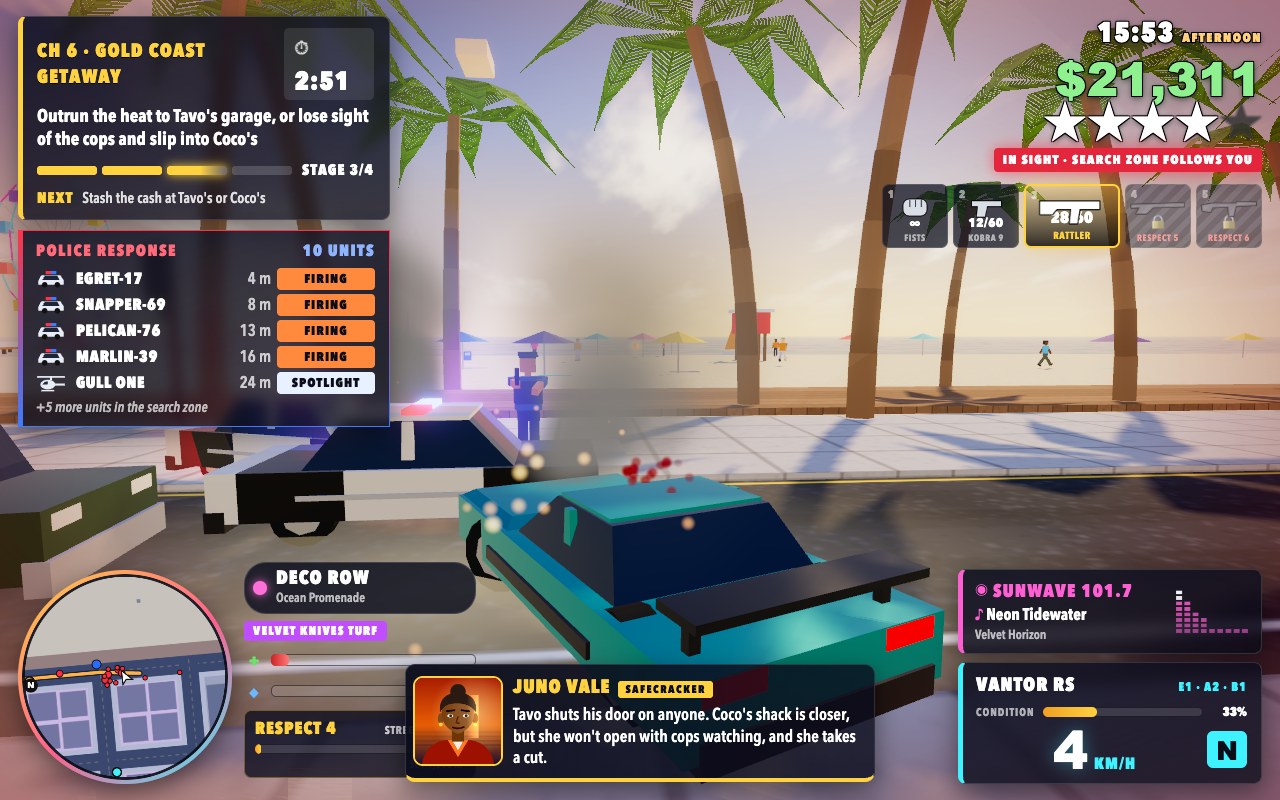 CH 6 · GOLD COAST
GETAWAY
2:51
Outrun the heat to Tavo's garage, or lose sight
of the cops and slip into Coco's
STAGE 3/4
NEXT Stash the cash at Tavo's or Coco's
POLICE RESPONSE 10 UNITS
EGRET-17 4 m FIRING
SNAPPER-69 8 m FIRING
PELICAN-76 13 m FIRING
MARLIN-39 16 m FIRING
GULL ONE 24 m SPOTLIGHT
+5 more units in the search zone
15:53 AFTERNOON
$21,311
IN SIGHT · SEARCH ZONE FOLLOWS YOU
1 ∞ FISTS
2 12/60 KOBRA 9
RATTLER
4 RESPECT 5
5 RESPECT 6
DECO ROW
Ocean Promenade
VELVET KNIVES TURF
RESPECT 4
N
JUNO VALE SAFECRACKER
Tavo shuts his door on anyone. Coco's shack is closer,
but she won't open with cops watching, and she takes
a cut.
SUNWAVE 101.7
♪ Neon Tidewater
Velvet Horizon
VANTOR RS E1 · A2 · B1
CONDITION 33%
4 KM/H N